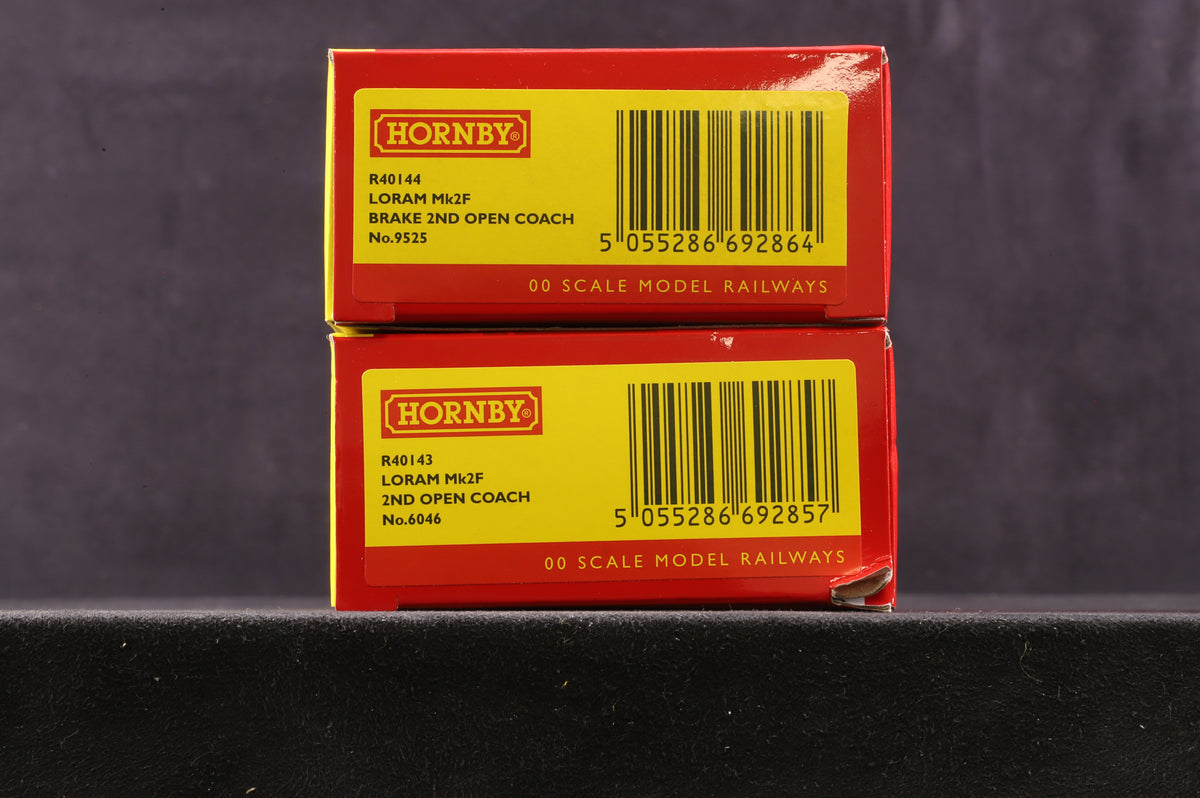 HORNBY®
R40144
LORAM Mk2F
BRAKE 2ND OPEN COACH
No.9525
5 055286 692864
00 SCALE MODEL RAILWAYS
HORNBY®
R40143
LORAM Mk2F
2ND OPEN COACH
No.6046
5 055286 692857
00 SCALE MODEL RAILWAYS